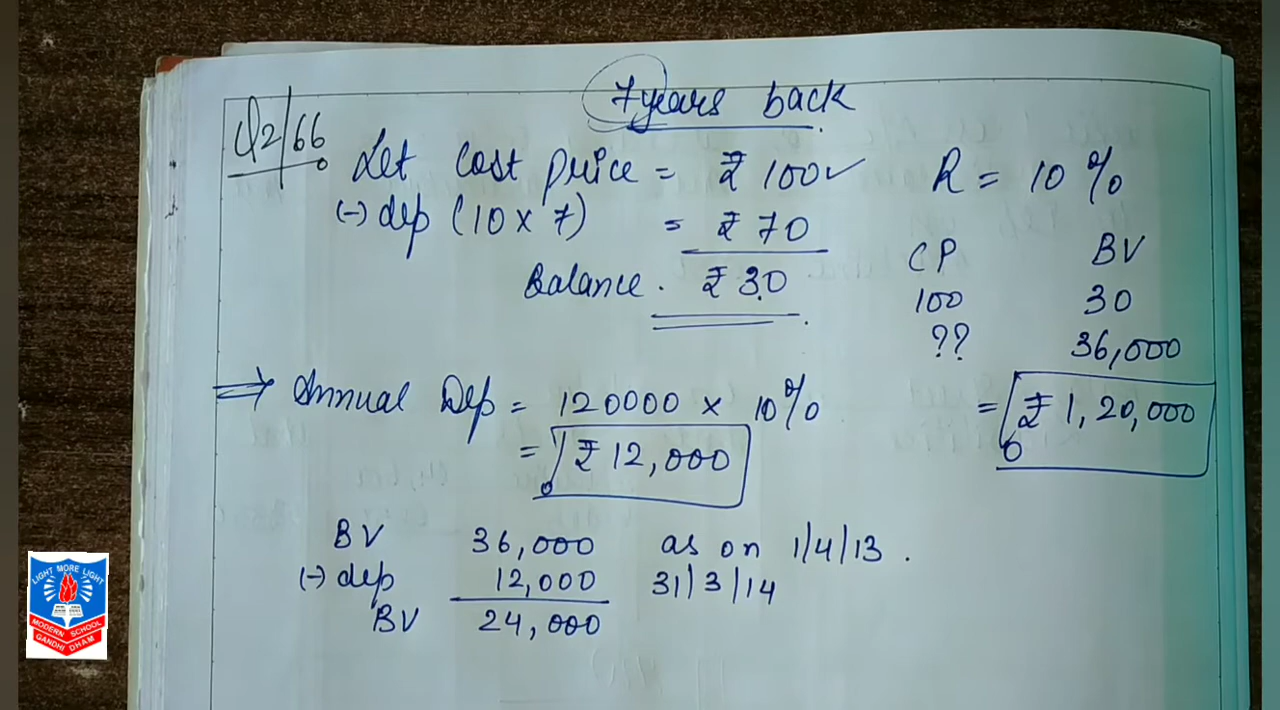 Q2/66
7 years back
Let Cost price = ₹ 100 ✓ R = 10 %
(-) dep (10 x 7) = ₹ 70
Balance. ₹ 30
CP BV
100 30
?? 36,000
= ₹ 1,20,000
⇒ Annual Dep = 120000 x 10%
= ₹ 12,000
BV 36,000 as on 1/4/13.
(-) dep 12,000 31/3/14
BV 24,000
LIGHT MORE LIGHT
MODERN SCHOOL
GANDHI DHAM